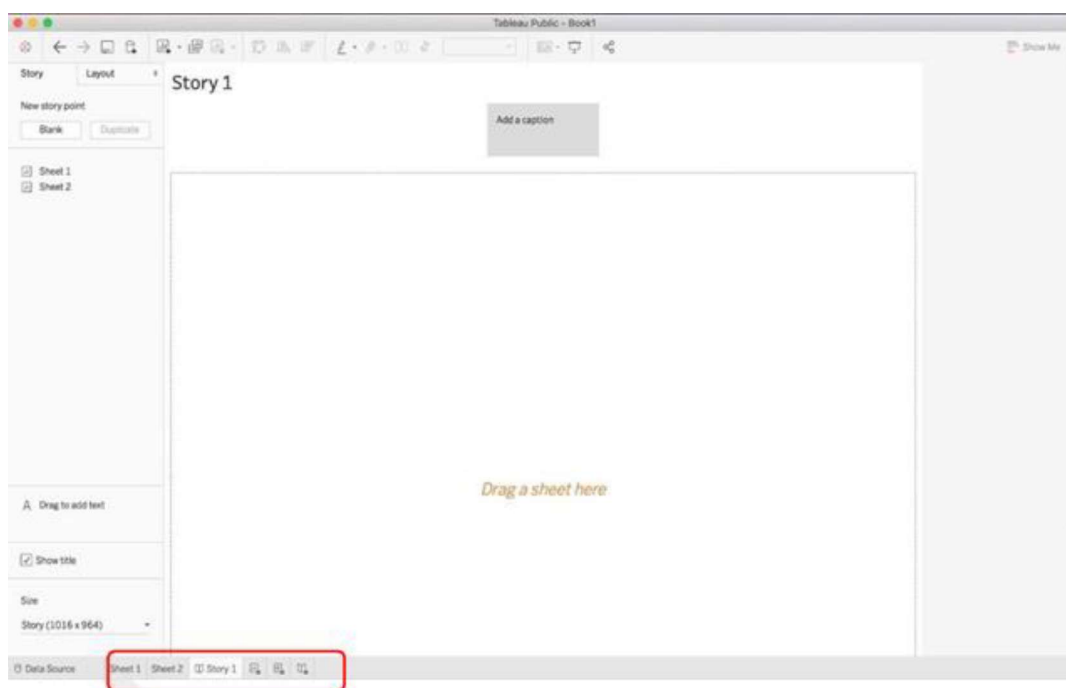 Tableau Public - Book1
Show Me
Story Layout
Story 1
New story point
Blank Duplicate
Add a caption
Sheet 1
Sheet 2
Drag a sheet here
A Drag to add text
Show title
Size
Story (1016 x 964)
Data Source Sheet 1 Sheet 2 Story 1